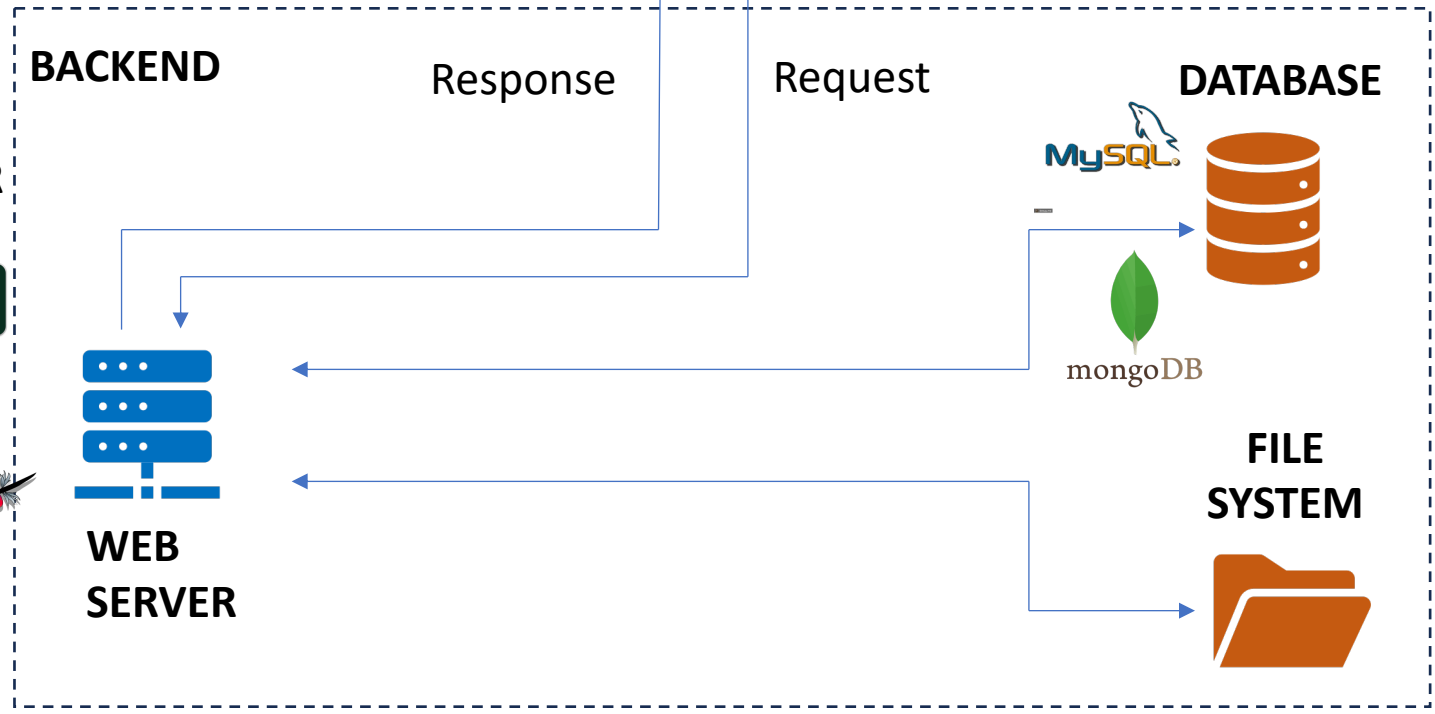 BACKEND
Response
Request
DATABASE
MySQL
R
mongoDB
FILE
SYSTEM
WEB
SERVER